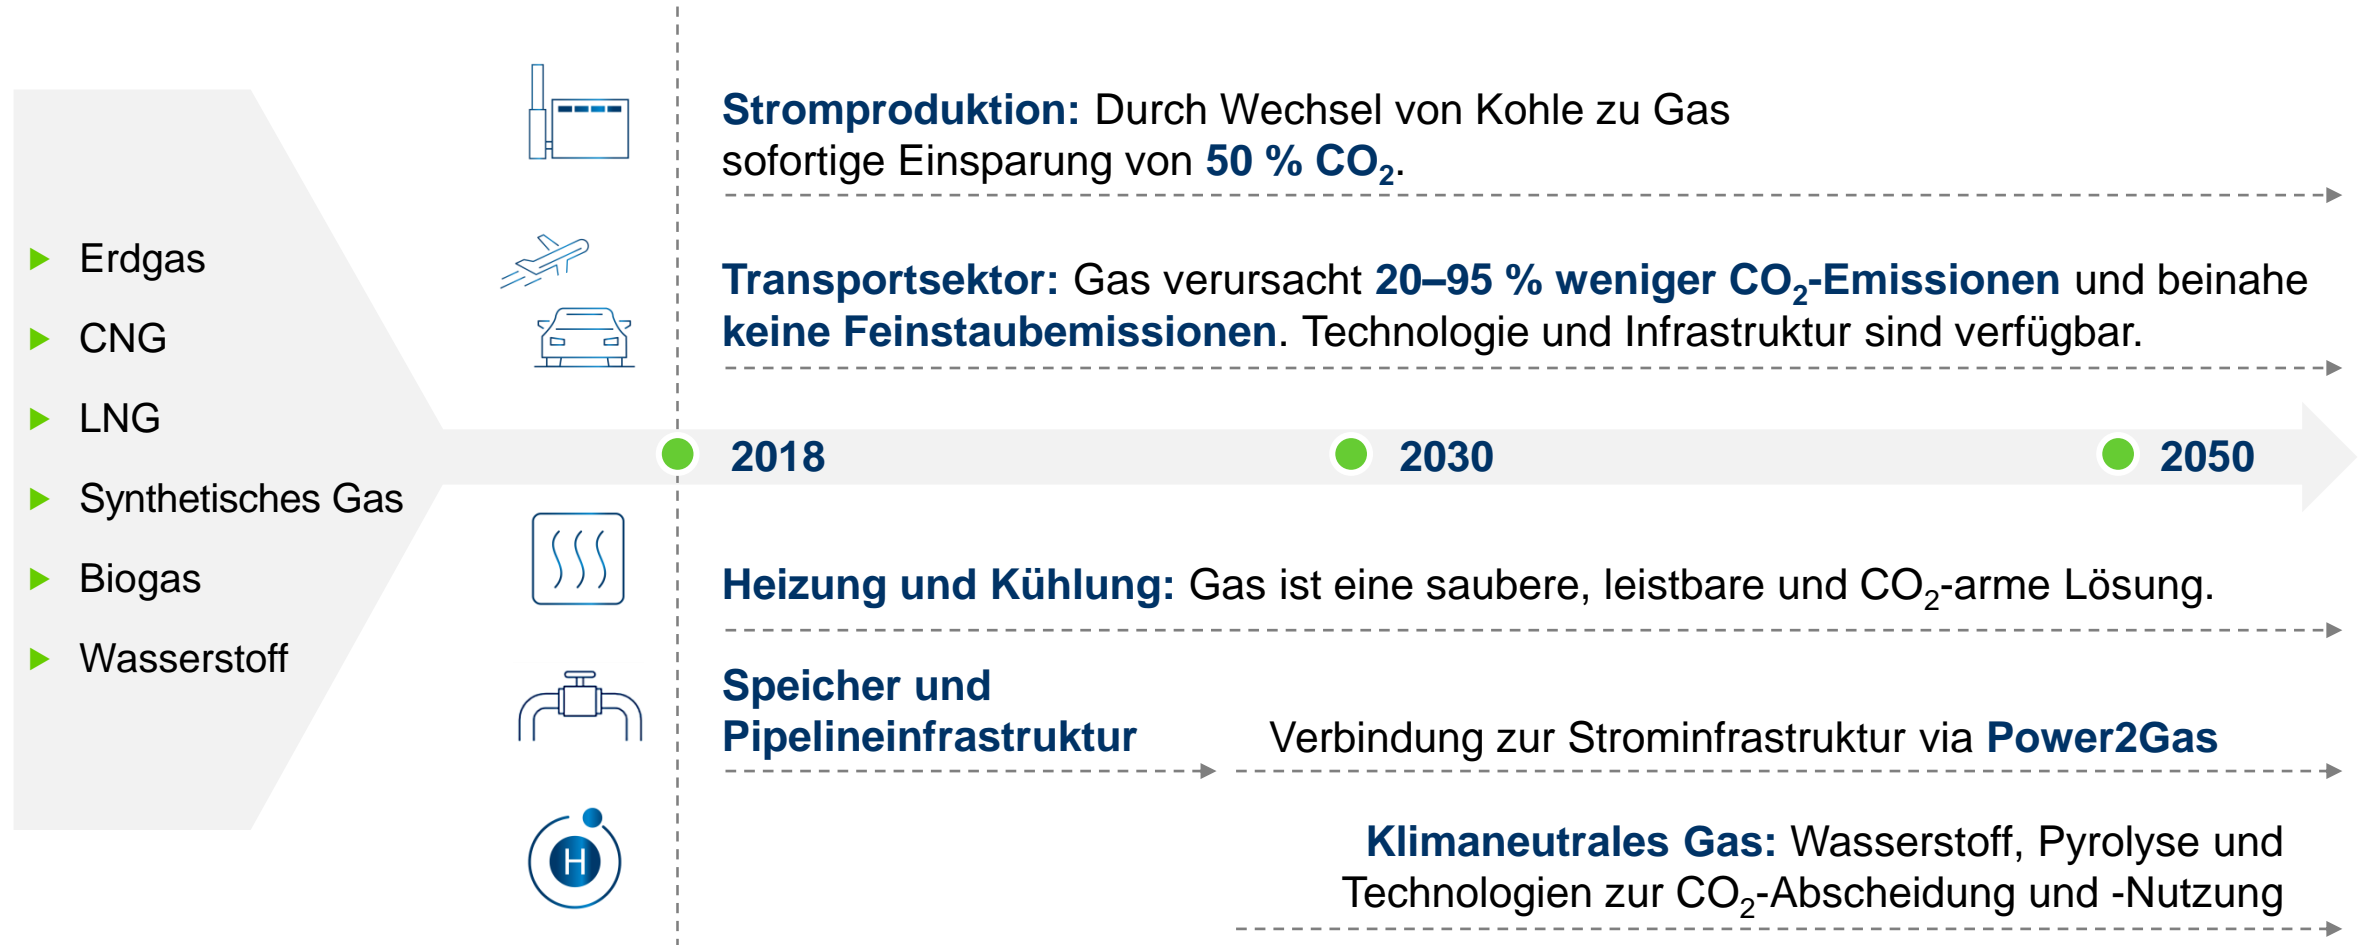 Erdgas
CNG
LNG
Synthetisches Gas
Biogas
Wasserstoff
Stromproduktion: Durch Wechsel von Kohle zu Gas
sofortige Einsparung von 50 % CO₂.
Transportsektor: Gas verursacht 20–95 % weniger CO₂-Emissionen und beinahe
keine Feinstaubemissionen. Technologie und Infrastruktur sind verfügbar.
2018
2030
2050
Heizung und Kühlung: Gas ist eine saubere, leistbare und CO₂-arme Lösung.
Speicher und
Pipelineinfrastruktur
Verbindung zur Strominfrastruktur via Power2Gas
H
Klimaneutrales Gas: Wasserstoff, Pyrolyse und
Technologien zur CO₂-Abscheidung und -Nutzung